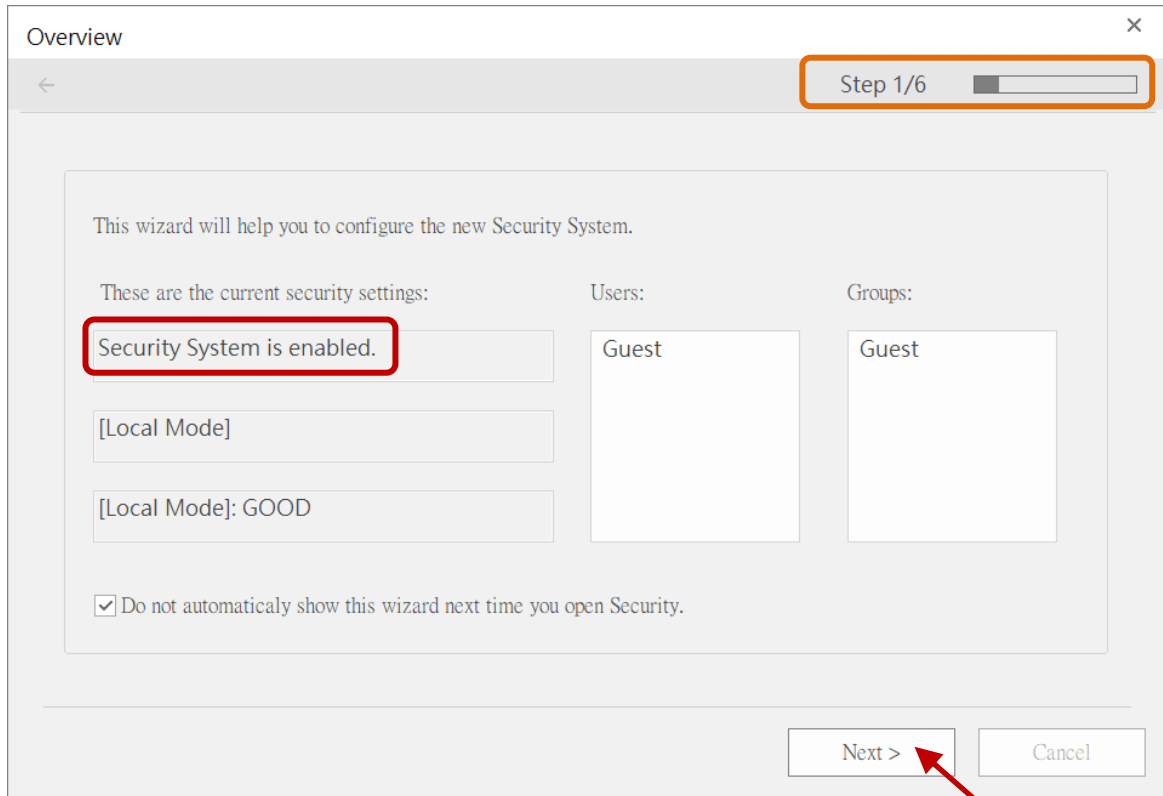 Overview
Step 1/6
This wizard will help you to configure the new Security System.
These are the current security settings:
Users:
Groups:
Security System is enabled.
Guest
Guest
[Local Mode]
[Local Mode]: GOOD
Do not automaticaly show this wizard next time you open Security.
Next >
Cancel